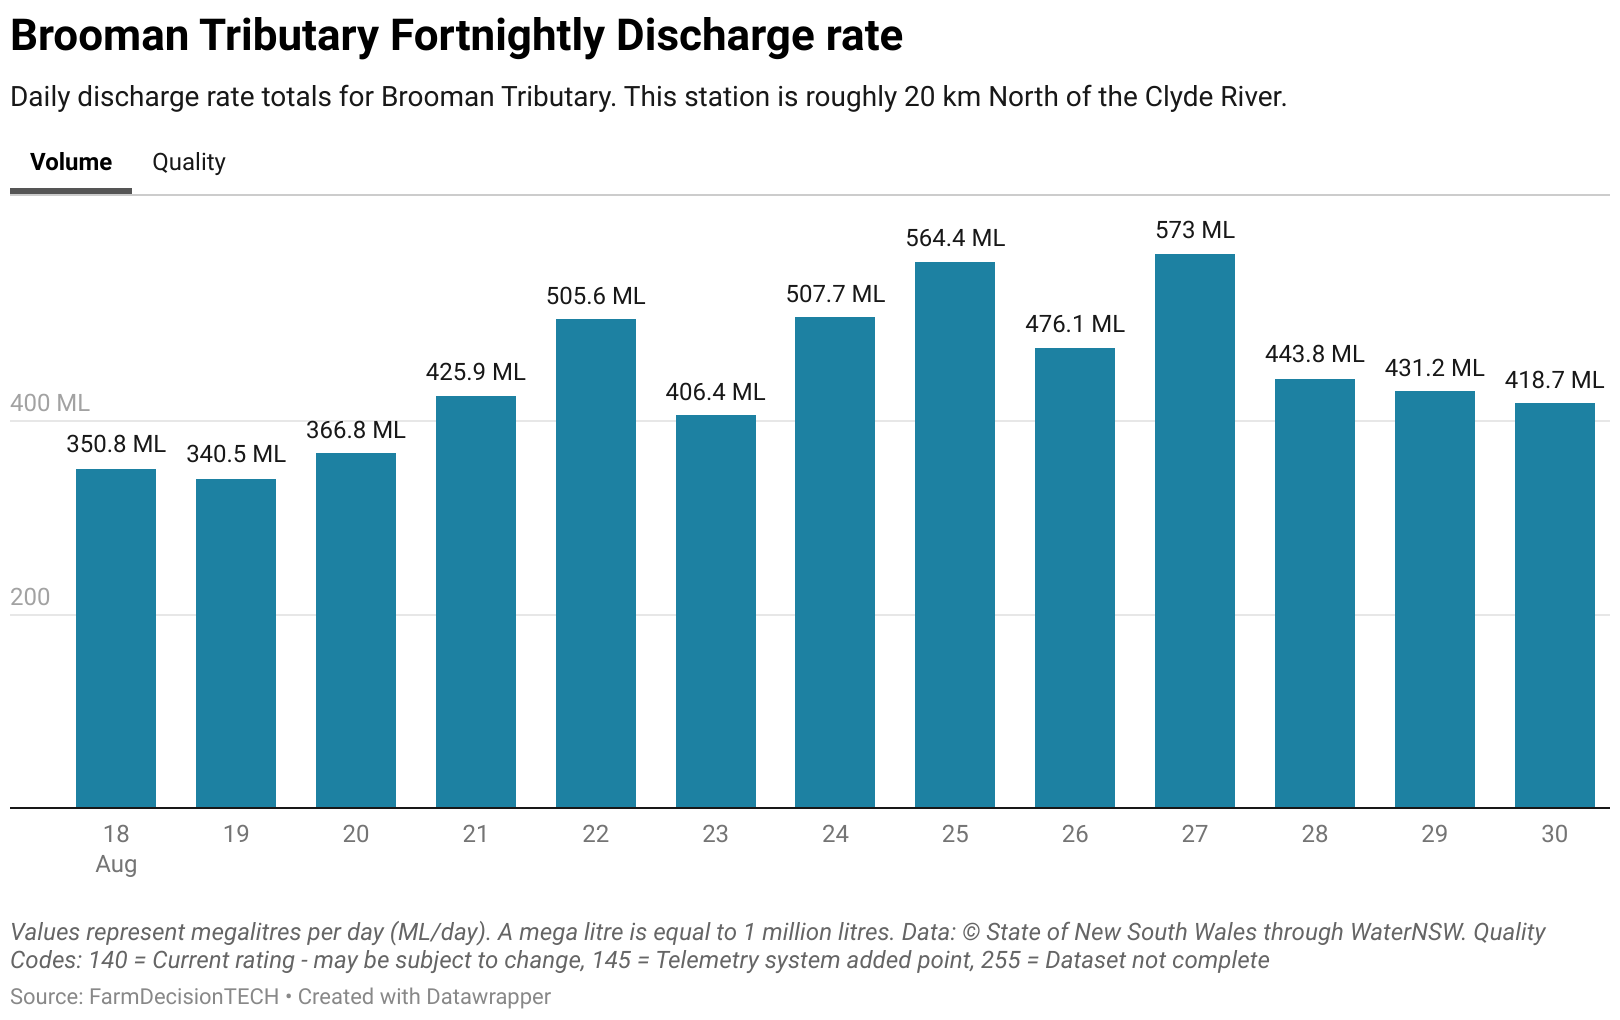 Brooman Tributary Fortnightly Discharge rate
Daily discharge rate totals for Brooman Tributary. This station is roughly 20 km North of the Clyde River.
Volume Quality
573 ML
564.4 ML
507.7 ML
505.6 ML
476.1 ML
443.8 ML
431.2 ML
425.9 ML
418.7 ML
406.4 ML
400 ML
366.8 ML
350.8 ML
340.5 ML
200
18 19 20 21 22 23 24 25 26 27 28 29 30
Aug
Values represent megalitres per day (ML/day). A mega litre is equal to 1 million litres. Data: © State of New South Wales through WaterNSW. Quality
Codes: 140 = Current rating - may be subject to change, 145 = Telemetry system added point, 255 = Dataset not complete
Source: FarmDecisionTECH • Created with Datawrapper